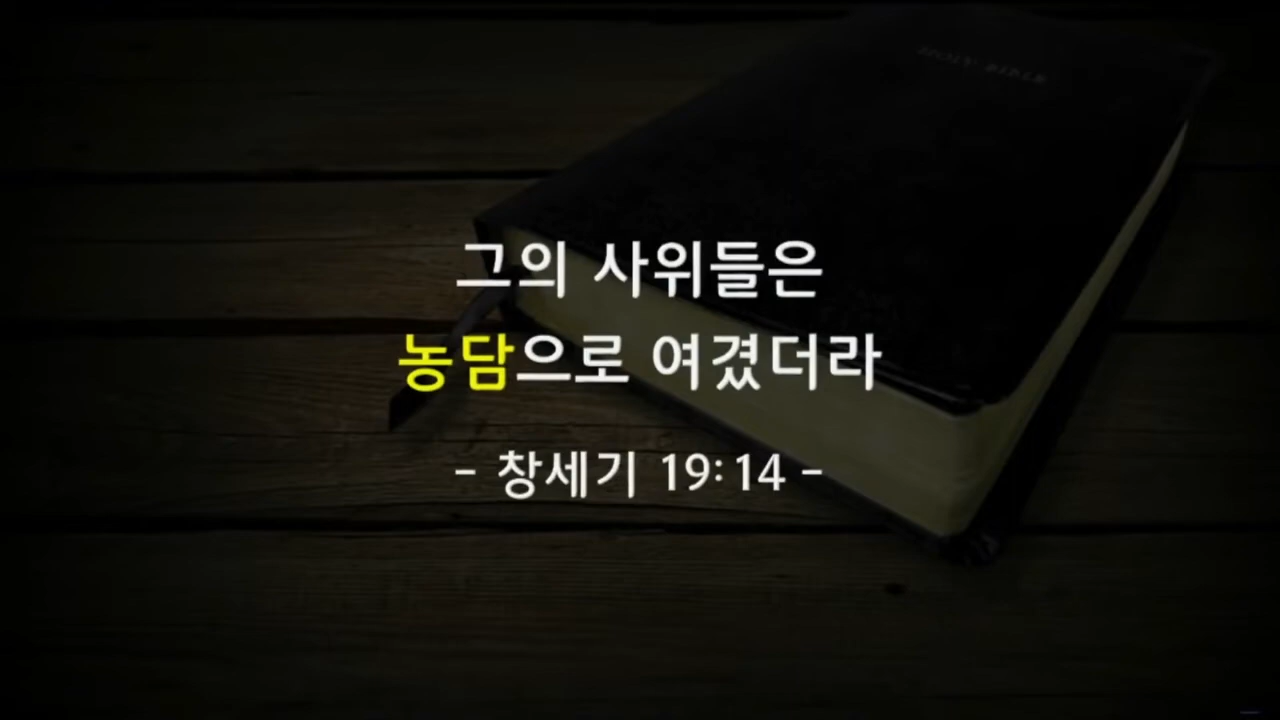 그의 사위들은
농담으로 여겼더라
- 창세기 19:14 -